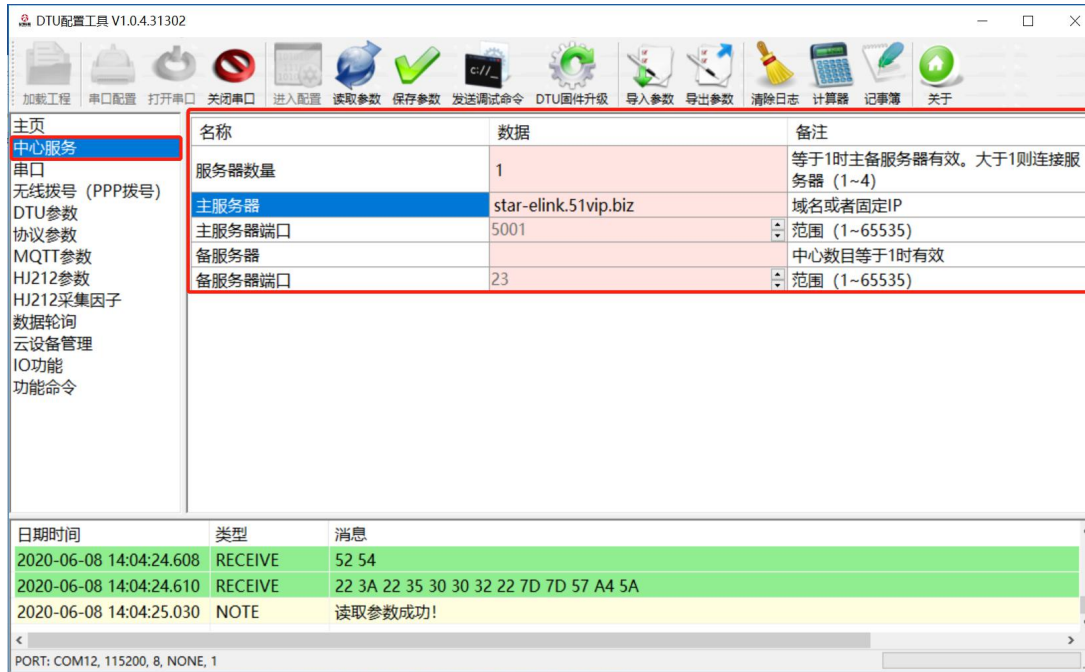 DTU配置工具 V1.0.4.31302
加载工程 串口配置 打开串口 关闭串口 进入配置 读取参数 保存参数 发送调试命令 DTU固件升级 导入参数 导出参数 清除日志 计算器 记事簿 关于
c://_
主页
中心服务
串口
无线拨号（PPP拨号）
DTU参数
协议参数
MQTT参数
HJ212参数
HJ212采集因子
数据轮询
云设备管理
IO功能
功能命令
名称 数据 备注
服务器数量 1 等于1时主备服务器有效。大于1则连接服
务器（1~4）
主服务器 star-elink.51vip.biz 域名或者固定IP
主服务器端口 5001 范围（1~65535）
备服务器 中心数目等于1时有效
备服务器端口 23 范围（1~65535）
日期时间 类型 消息
2020-06-08 14:04:24.608 RECEIVE 52 54
2020-06-08 14:04:24.610 RECEIVE 22 3A 22 35 30 30 32 22 7D 7D 57 A4 5A
2020-06-08 14:04:25.030 NOTE 读取参数成功!
PORT: COM12, 115200, 8, NONE, 1